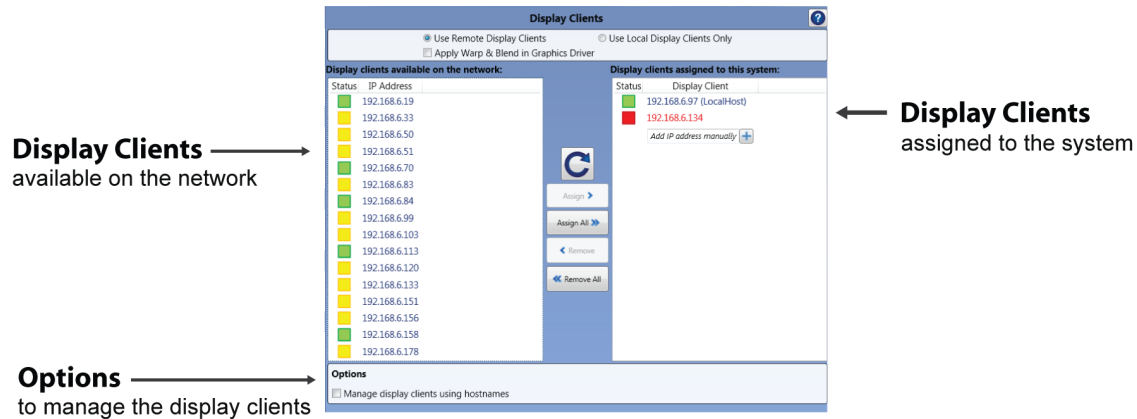 Display Clients
?
Use Remote Display Clients
Use Local Display Clients Only
Apply Warp & Blend in Graphics Driver
Display clients available on the network:
Status IP Address
192.168.6.19
192.168.6.33
192.168.6.50
192.168.6.51
192.168.6.70
192.168.6.83
192.168.6.84
192.168.6.99
192.168.6.103
192.168.6.113
192.168.6.120
192.168.6.133
192.168.6.151
192.168.6.156
192.168.6.158
192.168.6.178
Assign
Assign All
Remove
Remove All
Display clients assigned to this system:
Status Display Client
192.168.6.97 (LocalHost)
192.168.6.134
Add IP address manually
Options
Manage display clients using hostnames
Display Clients
available on the network
Display Clients
assigned to the system
Options
to manage the display clients